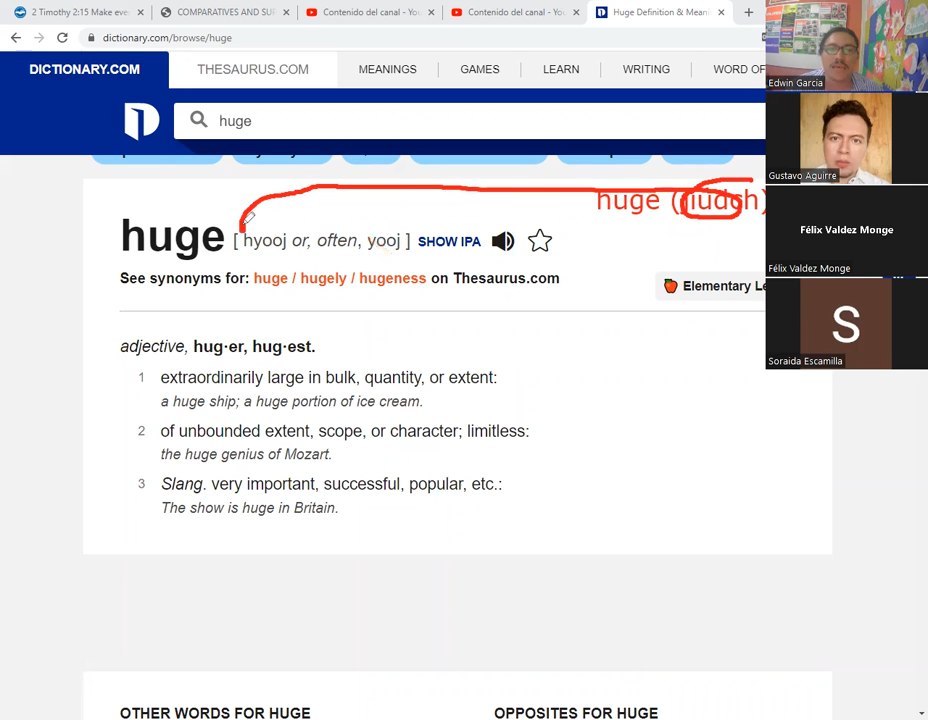 2 Timothy 2:15 Make eve
COMPARATIVES AND SUP
Contenido del canal - You
Contenido del canal - You
Huge Definition & Meanin
dictionary.com/browse/huge
DICTIONARY.COM
THESAURUS.COM
MEANINGS
GAMES
LEARN
WRITING
WORD OF
huge
huge (jiudch)
huge [ hyooj or, often, yooj ] SHOW IPA
See synonyms for: huge / hugely / hugeness on Thesaurus.com
Elementary Le
adjective, hug·er, hug·est.
1 extraordinarily large in bulk, quantity, or extent:
a huge ship; a huge portion of ice cream.
2 of unbounded extent, scope, or character; limitless:
the huge genius of Mozart.
3 Slang. very important, successful, popular, etc.:
The show is huge in Britain.
OTHER WORDS FOR HUGE
OPPOSITES FOR HUGE
Edwin Garcia
Gustavo Aguirre
Félix Valdez Monge
Félix Valdez Monge
S
Soraida Escamilla